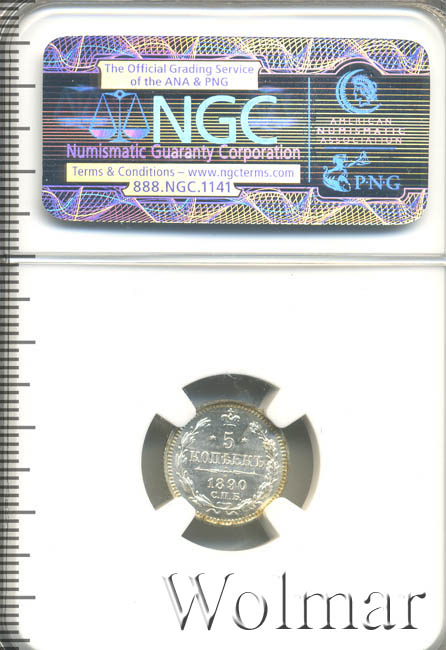 The Official Grading Service
of the ANA & PNG
NGC
Numismatic Guaranty Corporation
Terms & Conditions – www.ngcterms.com
888.NGC.1141
AMERICAN
NUMISMATIC
ASSOCIATION
PNG
5
КОПѢЕКЪ
1890
С.П.Б.
Wolmar